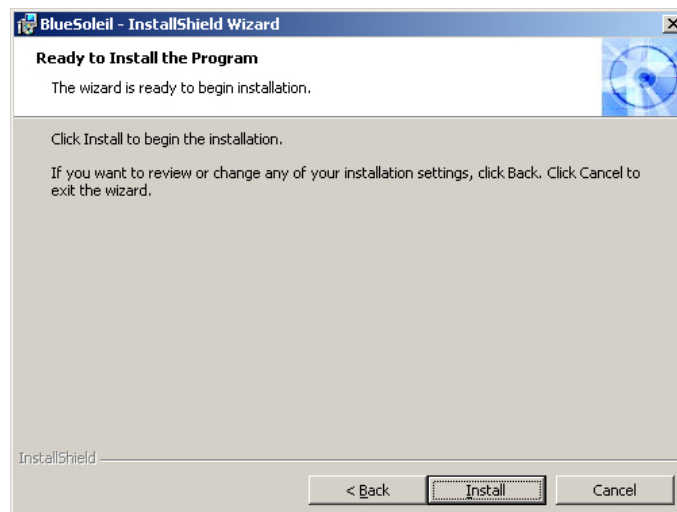 BlueSoleil - InstallShield Wizard
Ready to Install the Program
The wizard is ready to begin installation.
Click Install to begin the installation.
If you want to review or change any of your installation settings, click Back. Click Cancel to
exit the wizard.
InstallShield
< Back
Install
Cancel